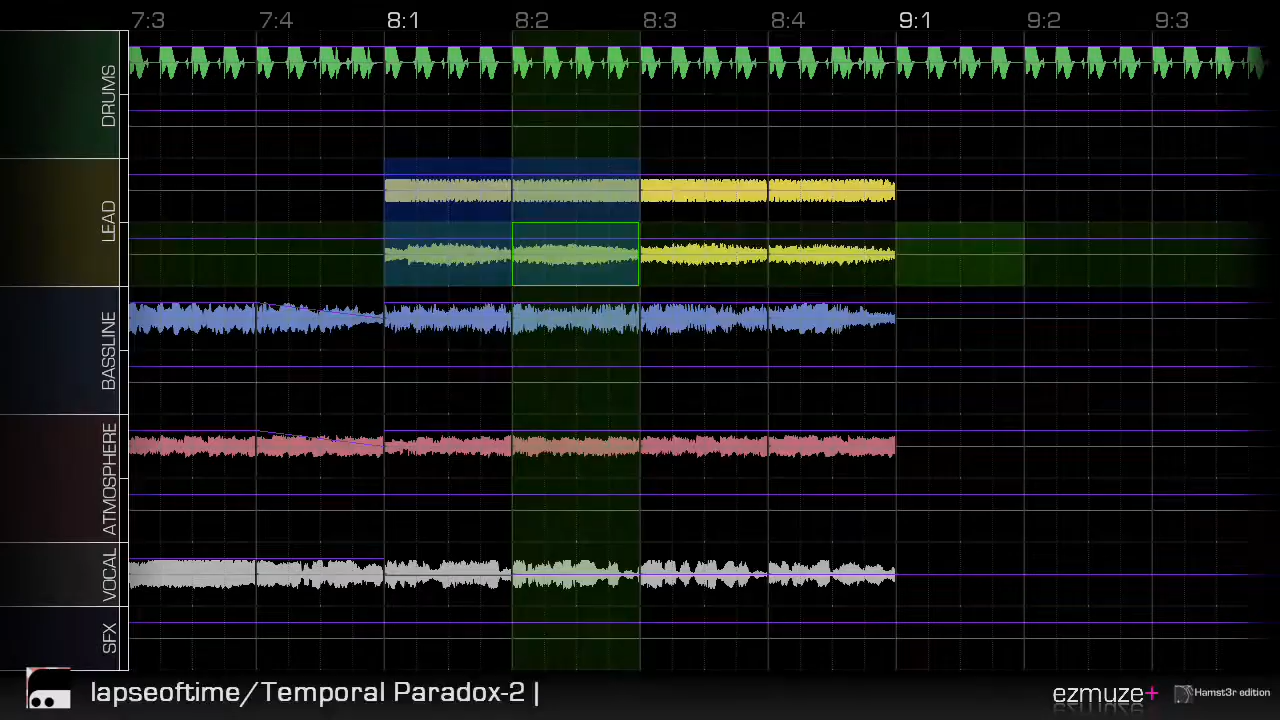 7:3 7:4 8:1 8:2 8:3 8:4 9:1 9:2 9:3
DRUMS
LEAD
BASSLINE
ATMOSPHERE
VOCAL
SFX
lapseoftime/Temporal Paradox-2 |
ezmuze+ Hamst3r edition